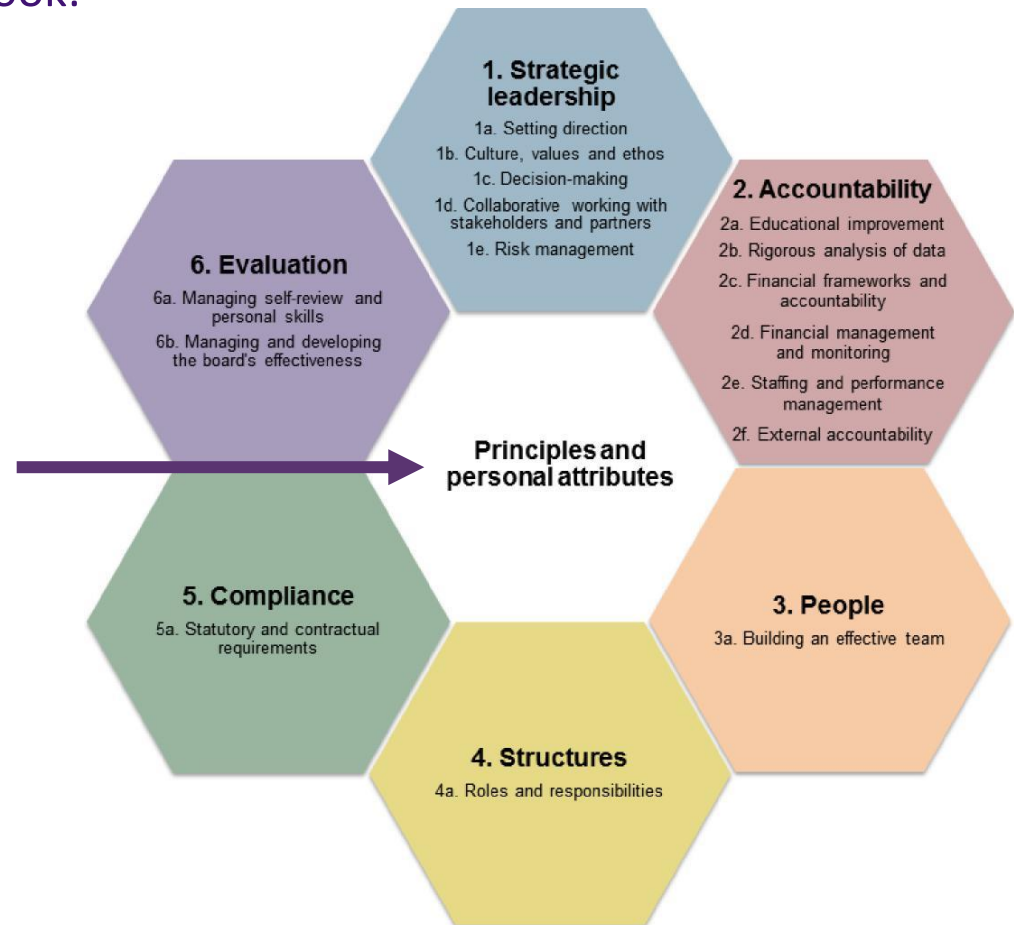 1. Strategic
leadership
1a. Setting direction
1b. Culture, values and ethos
1c. Decision-making
1d. Collaborative working with
stakeholders and partners
1e. Risk management
2. Accountability
2a. Educational improvement
2b. Rigorous analysis of data
2c. Financial frameworks and
accountability
2d. Financial management
and monitoring
2e. Staffing and performance
management
2f. External accountability
3. People
3a. Building an effective team
4. Structures
4a. Roles and responsibilities
5. Compliance
5a. Statutory and contractual
requirements
6. Evaluation
6a. Managing self-review and
personal skills
6b. Managing and developing
the board's effectiveness
Principles and
personal attributes